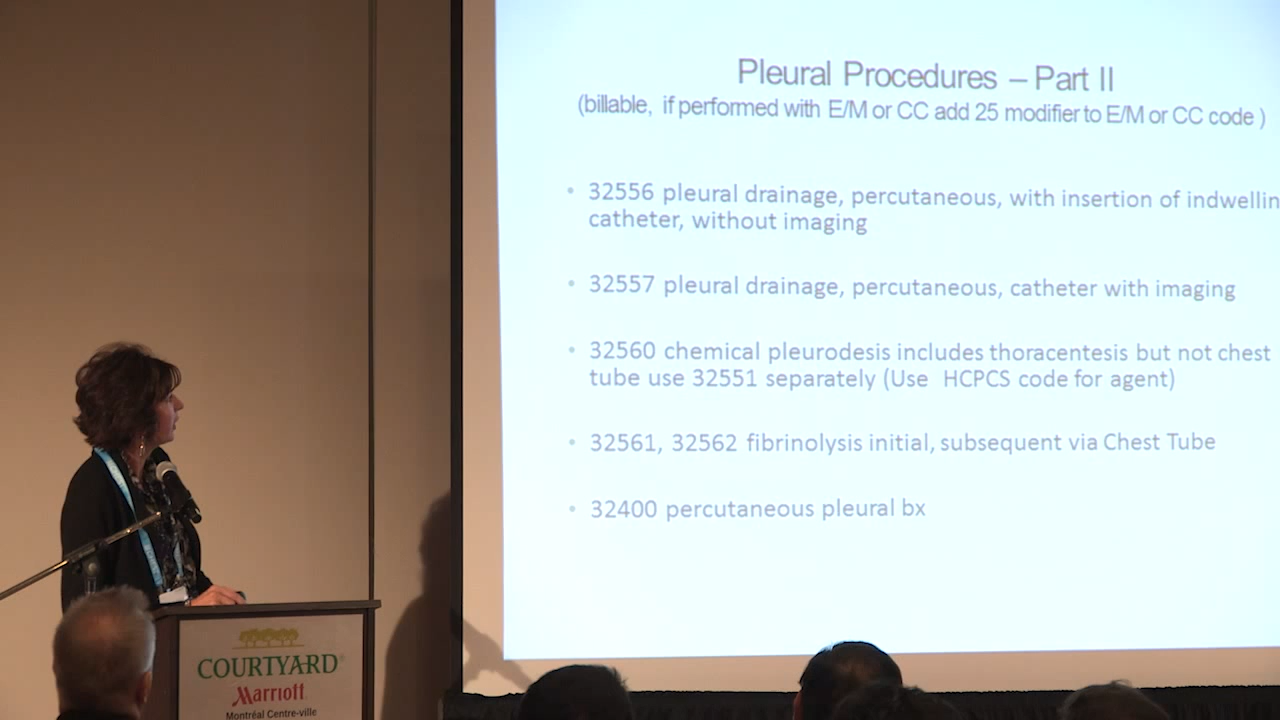 Pleural Procedures – Part II
(billable, if performed with E/M or CC add 25 modifier to E/M or CC code )
• 32556 pleural drainage, percutaneous, with insertion of indwellin
catheter, without imaging
• 32557 pleural drainage, percutaneous, catheter with imaging
• 32560 chemical pleurodesis includes thoracentesis but not chest
tube use 32551 separately (Use HCPCS code for agent)
• 32561, 32562 fibrinolysis initial, subsequent via Chest Tube
• 32400 percutaneous pleural bx
COURTYARD®
Marriott
Montréal Centre-ville